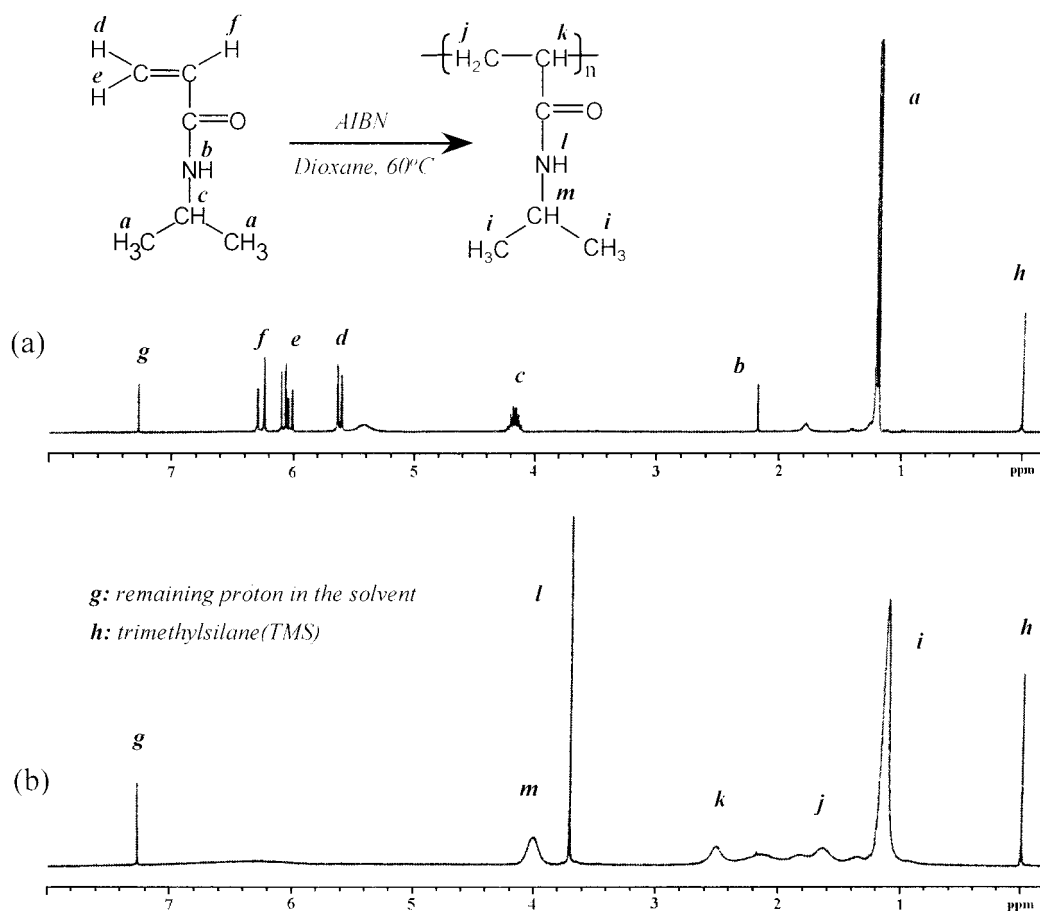 d
f
H
H
e
C=C
H
C=O
b
NH
c
CH
a
a
H3C
CH3
AIBN
Dioxane, 60°C
j
k
H2C
CH
n
C=O
l
NH
m
CH
i
i
H3C
CH3
a
h
(a)
g
f
e
d
c
b
7
6
5
4
3
2
1
ppm
g: remaining proton in the solvent
h: trimethylsilane(TMS)
l
i
h
g
(b)
m
k
j
7
6
5
4
3
2
1
ppm